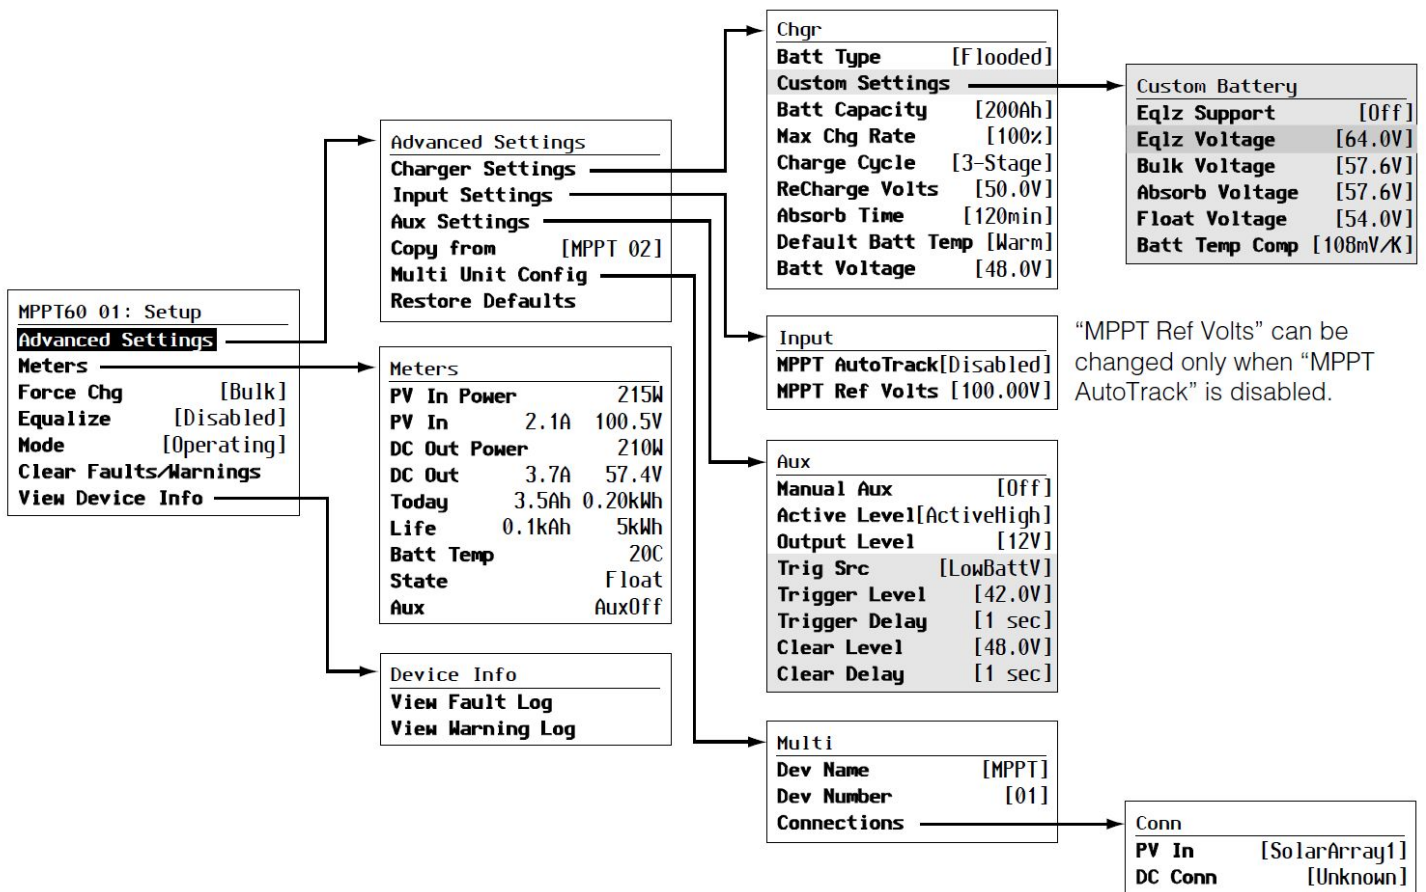 MPPT60 01: Setup
Advanced Settings
Meters
Force Chg [Bulk]
Equalize [Disabled]
Mode [Operating]
Clear Faults/Warnings
View Device Info
Advanced Settings
Charger Settings
Input Settings
Aux Settings
Copy from [MPPT 02]
Multi Unit Config
Restore Defaults
Meters
PV In Power 215W
PV In 2.1A 100.5V
DC Out Power 210W
DC Out 3.7A 57.4V
Today 3.5Ah 0.20kWh
Life 0.1kAh 5kWh
Batt Temp 20C
State Float
Aux AuxOff
Device Info
View Fault Log
View Warning Log
Chgr
Batt Type [Flooded]
Custom Settings
Batt Capacity [200Ah]
Max Chg Rate [100%]
Charge Cycle [3-Stage]
ReCharge Volts [50.0V]
Absorb Time [120min]
Default Batt Temp [Warm]
Batt Voltage [48.0V]
Input
MPPT AutoTrack[Disabled]
MPPT Ref Volts [100.00V]
Aux
Manual Aux [Off]
Active Level[ActiveHigh]
Output Level [12V]
Trig Src [LowBattV]
Trigger Level [42.0V]
Trigger Delay [1 sec]
Clear Level [48.0V]
Clear Delay [1 sec]
Multi
Dev Name [MPPT]
Dev Number [01]
Connections
Custom Battery
Eqlz Support [Off]
Eqlz Voltage [64.0V]
Bulk Voltage [57.6V]
Absorb Voltage [57.6V]
Float Voltage [54.0V]
Batt Temp Comp [108mV/K]
“MPPT Ref Volts” can be
changed only when “MPPT
AutoTrack” is disabled.
Conn
PV In [SolarArray1]
DC Conn [Unknown]